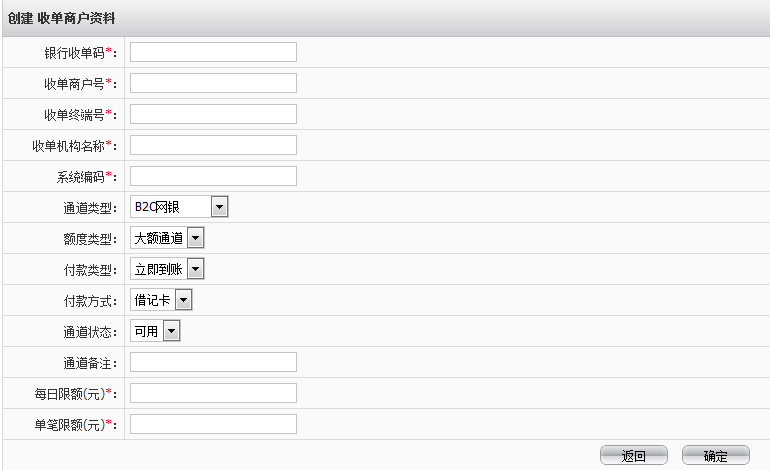 创建 收单商户资料
银行收单码*：
收单商户号*：
收单终端号*：
收单机构名称*：
系统编码*：
通道类型： B2C网银
额度类型： 大额通道
付款类型： 立即到账
付款方式： 借记卡
通道状态： 可用
通道备注：
每日限额(元)*：
单笔限额(元)*：
返回 确定